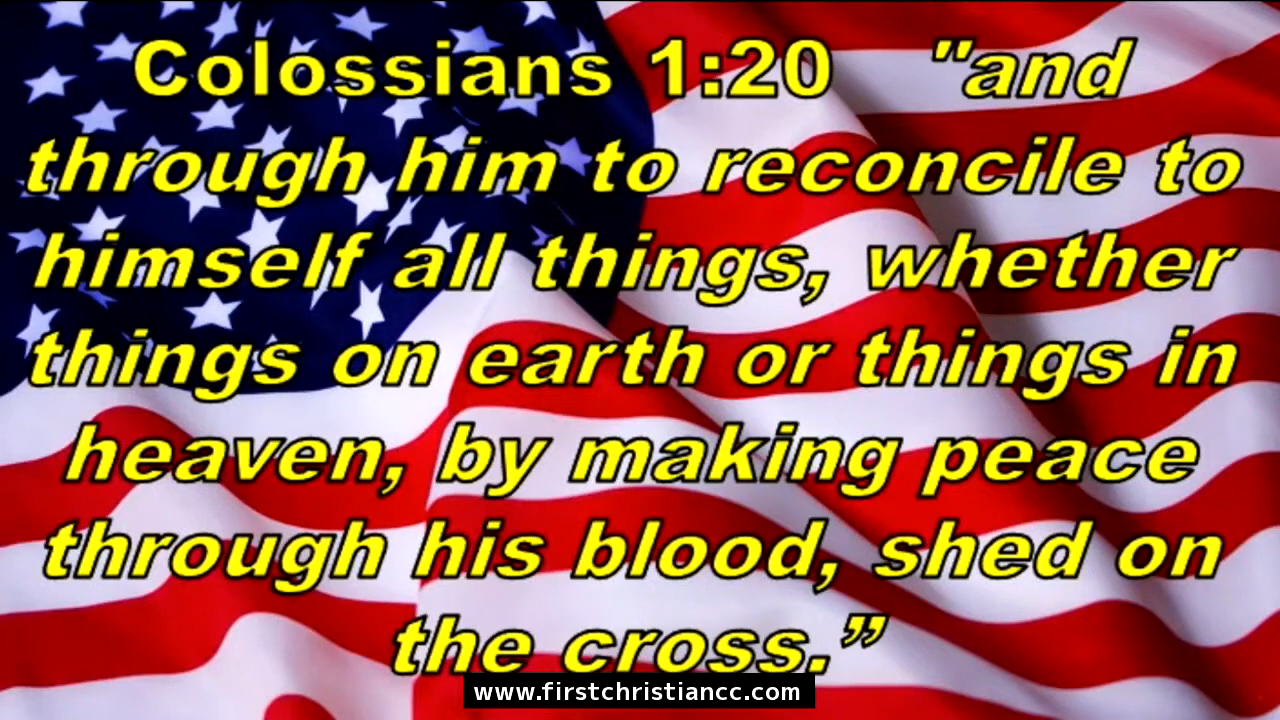 Colossians 1:20 "and
through him to reconcile to
himself all things, whether
things on earth or things in
heaven, by making peace
through his blood, shed on
the cross.”
www.firstchristiancc.com